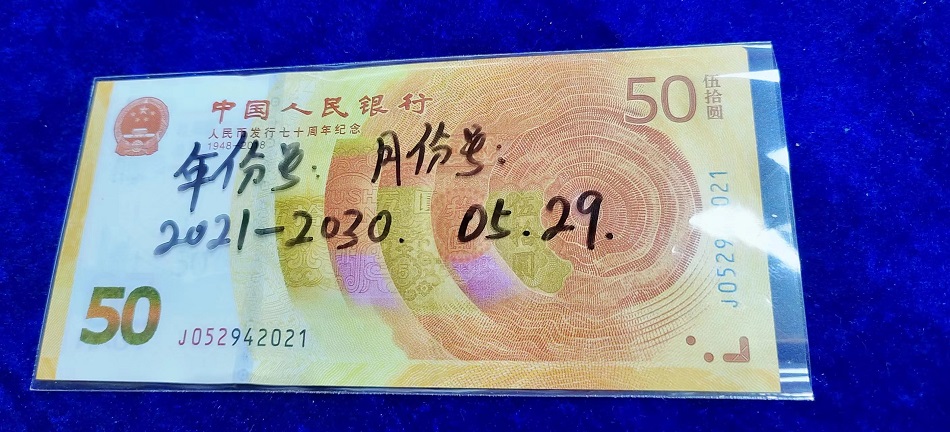 中国人民银行
人民币发行七十周年纪念
1948-2018
50
伍拾圆
年份号: 月份号:
2021-2030. 05.29.
50
J052942021
J0529 021